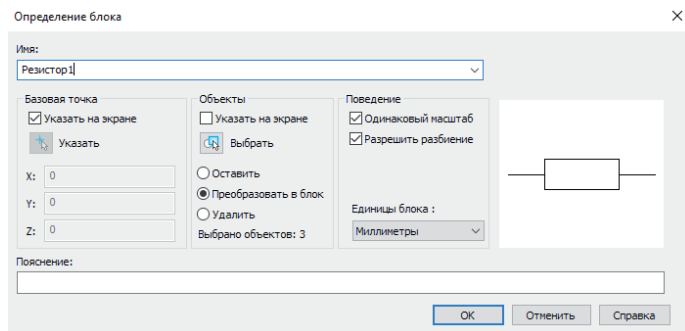 Определение блока
Имя:
Резистор1
Базовая точка
Указать на экране
Указать
X: 0
Y: 0
Z: 0
Объекты
Указать на экране
Выбрать
Оставить
Преобразовать в блок
Удалить
Выбрано объектов: 3
Поведение
Одинаковый масштаб
Разрешить разбиение
Единицы блока :
Миллиметры
Пояснение:
OK
Отменить
Справка